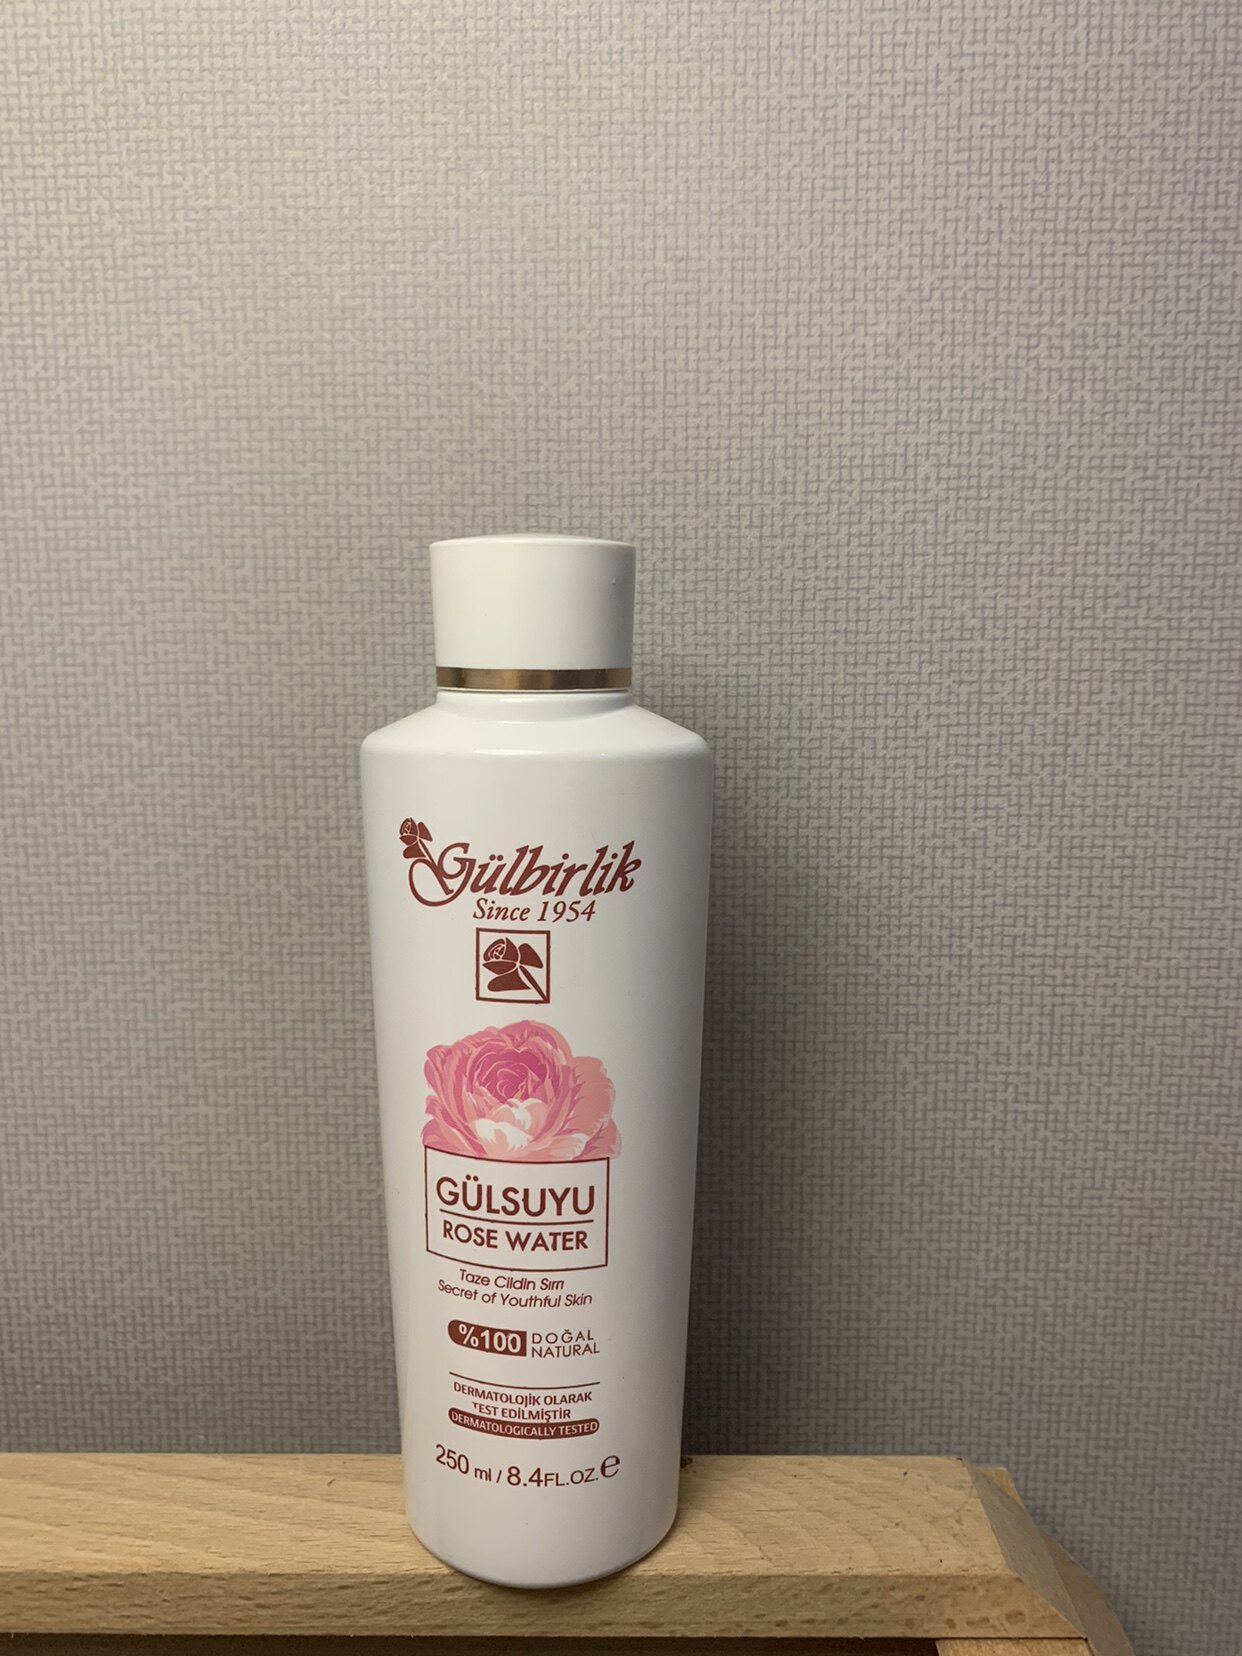 Gülbirlik
Since 1954
GÜLSUYU
ROSE WATER
Taze Cildin Sırrı
Secret of Youthful Skin
%100 DOĞAL
NATURAL
DERMATOLOJİK OLARAK
TEST EDİLMİŞTİR
DERMATOLOGICALLY TESTED
250 ml / 8.4FL.OZ.℮